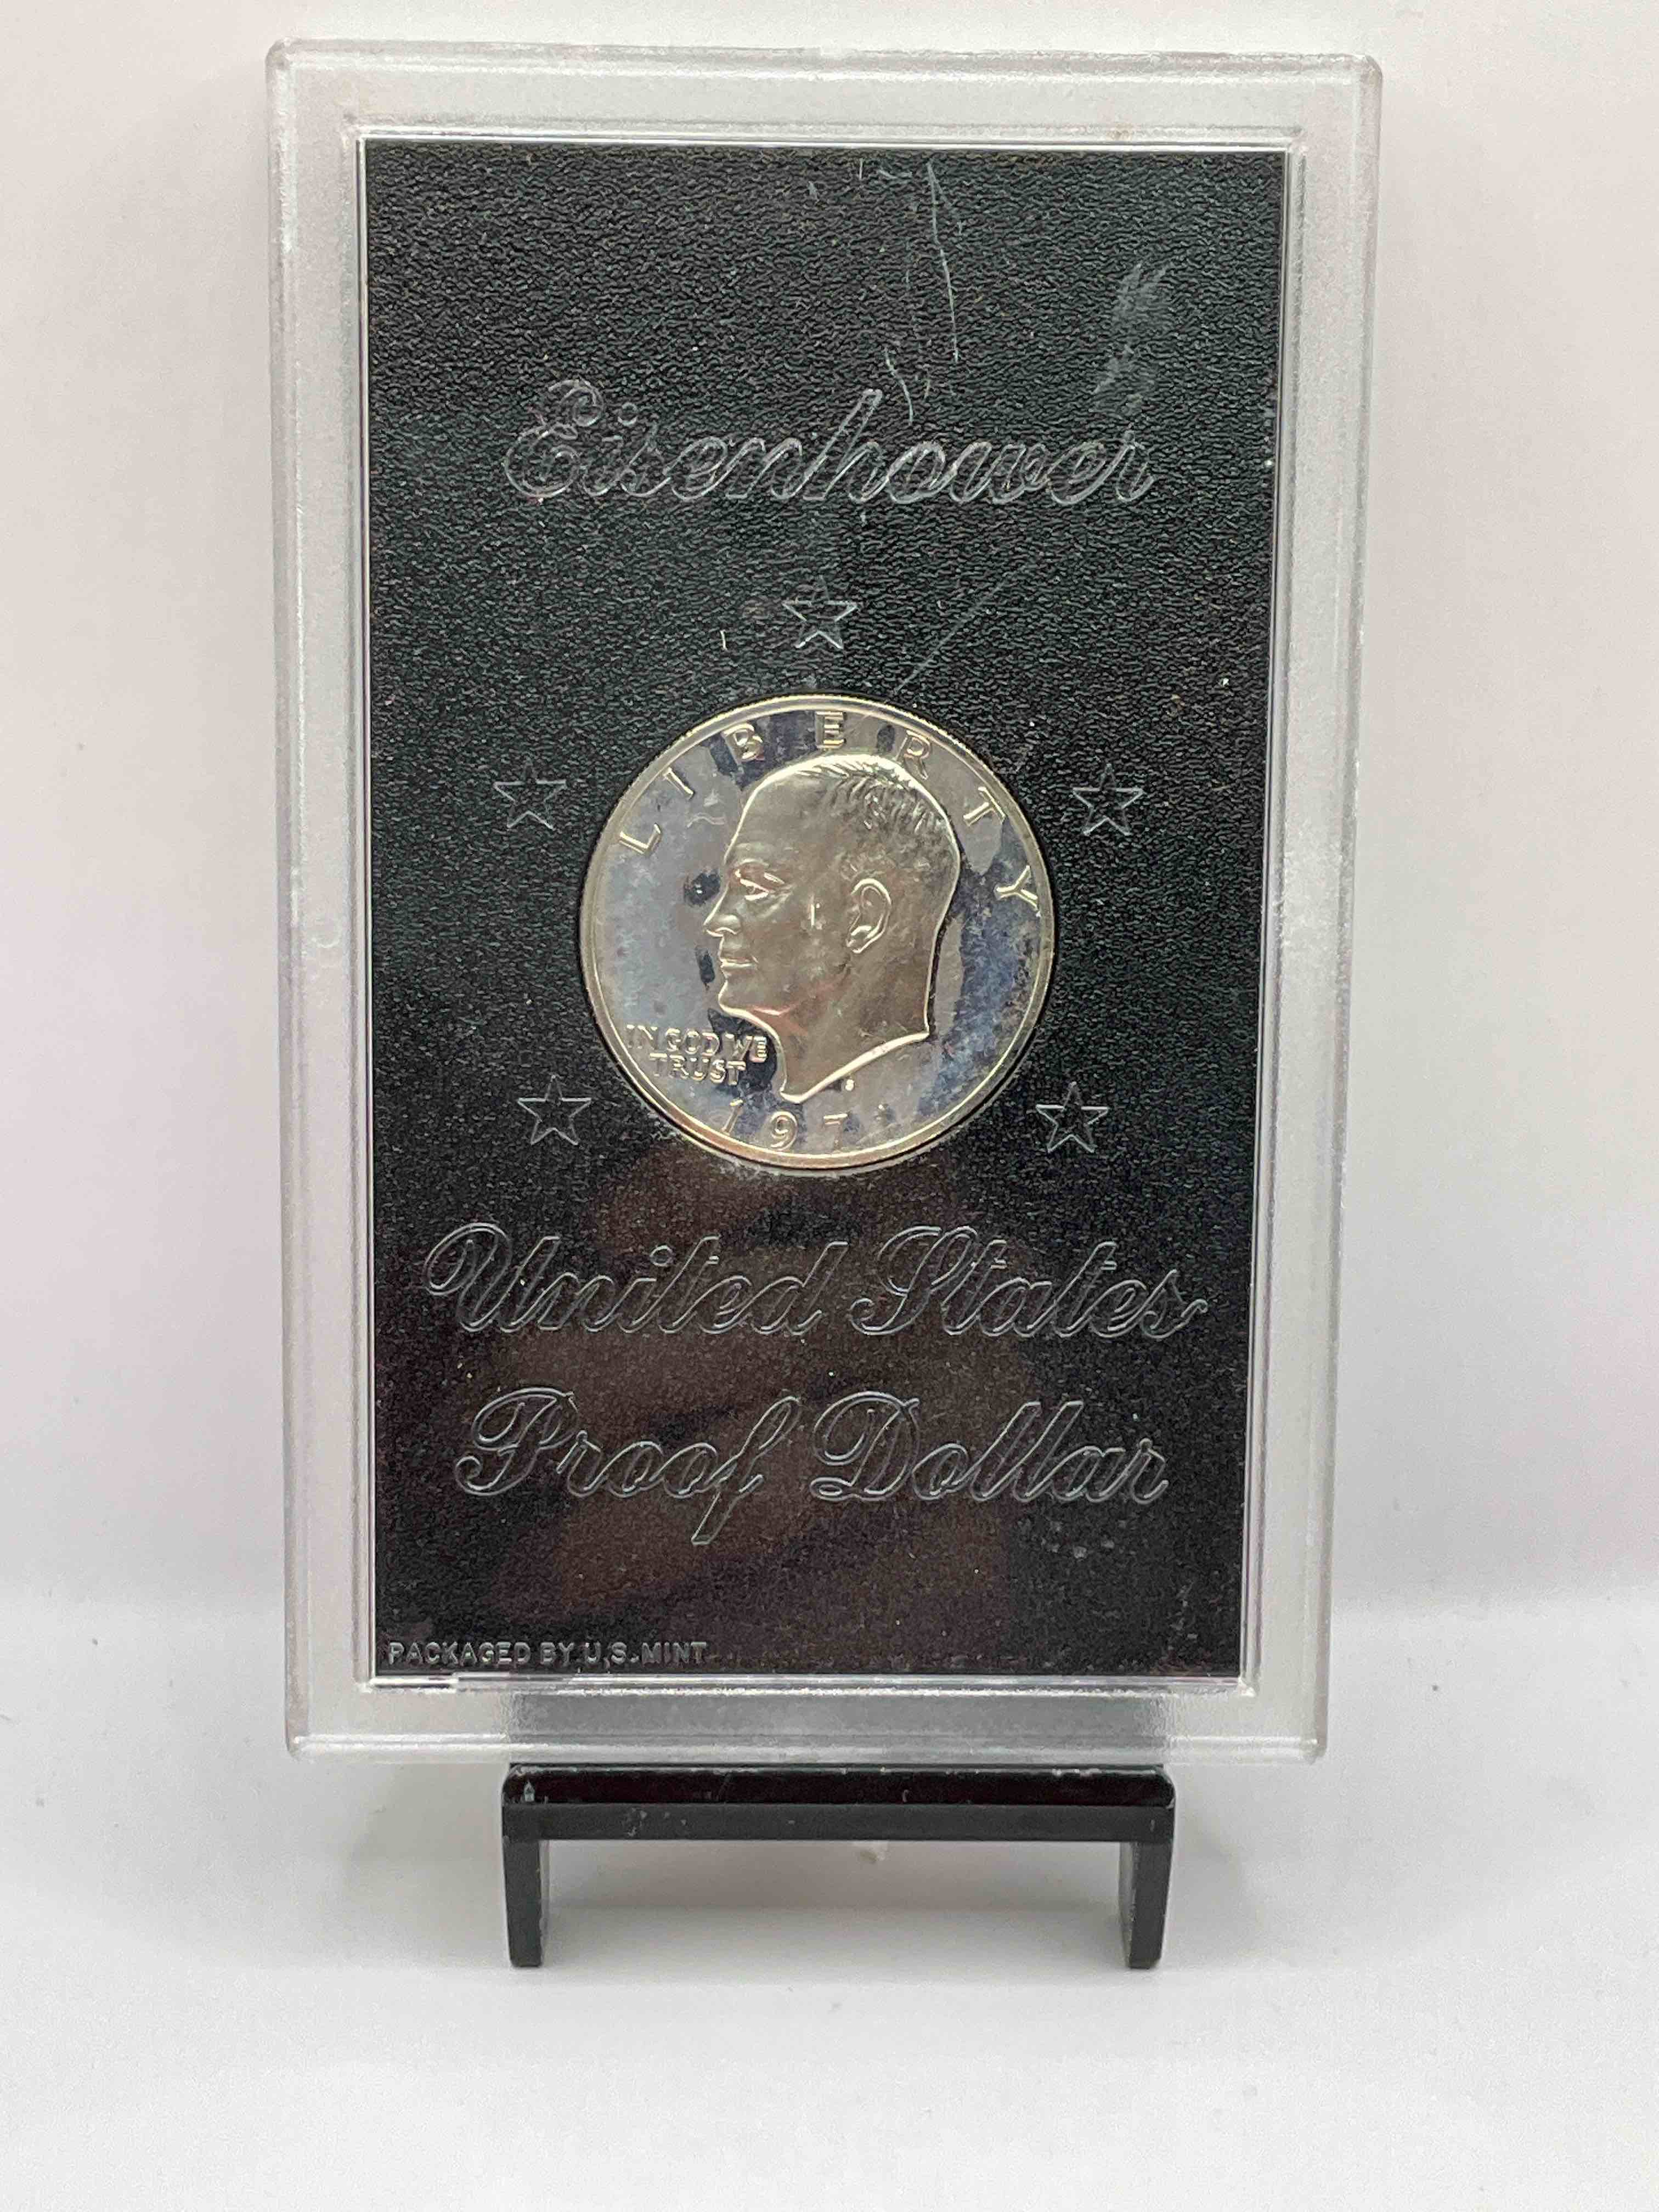 Eisenhower
LIBERTY
IN GOD WE
TRUST
S
United States
Proof Dollar
PACKAGED BY U.S. MINT